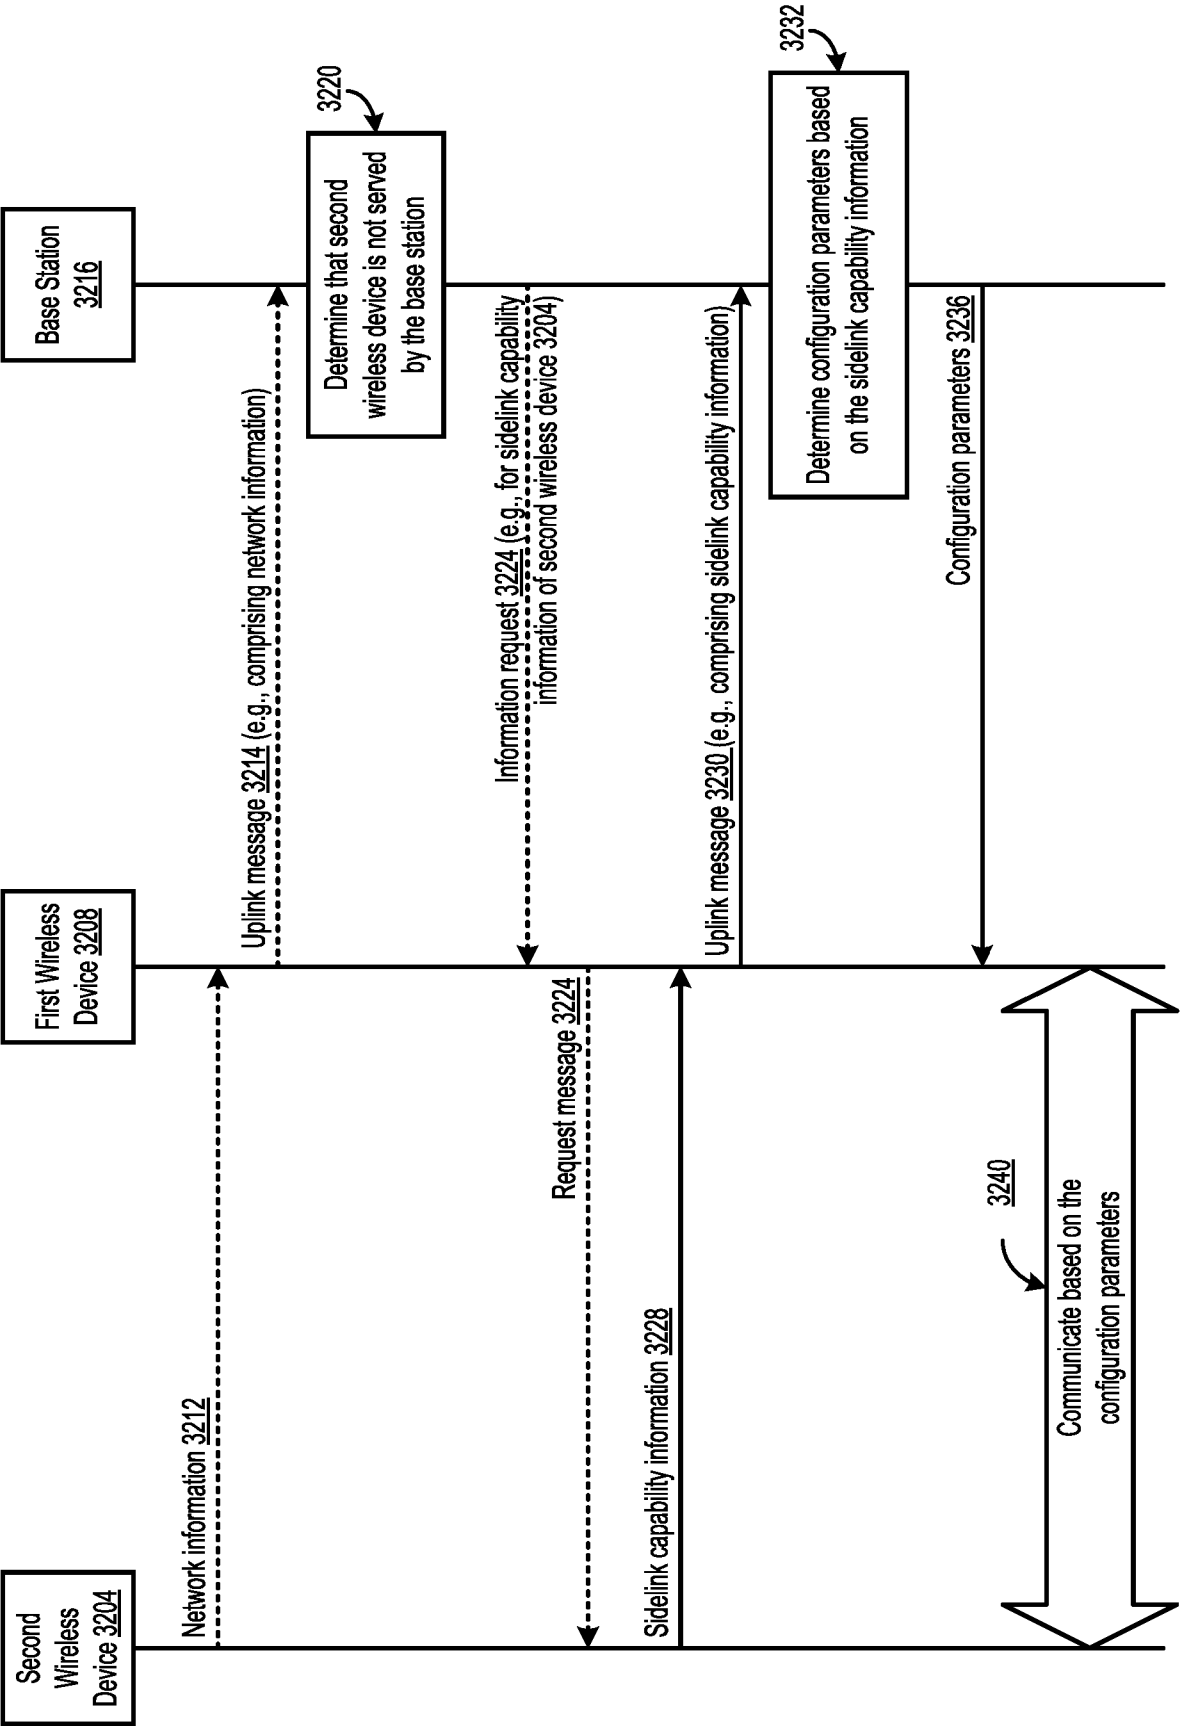 Second
Wireless
Device 3204
First Wireless
Device 3208
Base Station
3216
Network information 3212
Uplink message 3214 (e.g., comprising network information)
3220
Determine that second
wireless device is not served
by the base station
Information request 3224 (e.g., for sidelink capability
information of second wireless device 3204)
Request message 3224
Sidelink capability information 3228
Uplink message 3230 (e.g., comprising sidelink capability information)
3232
Determine configuration parameters based
on the sidelink capability information
Configuration parameters 3236
3240
Communicate based on the
configuration parameters